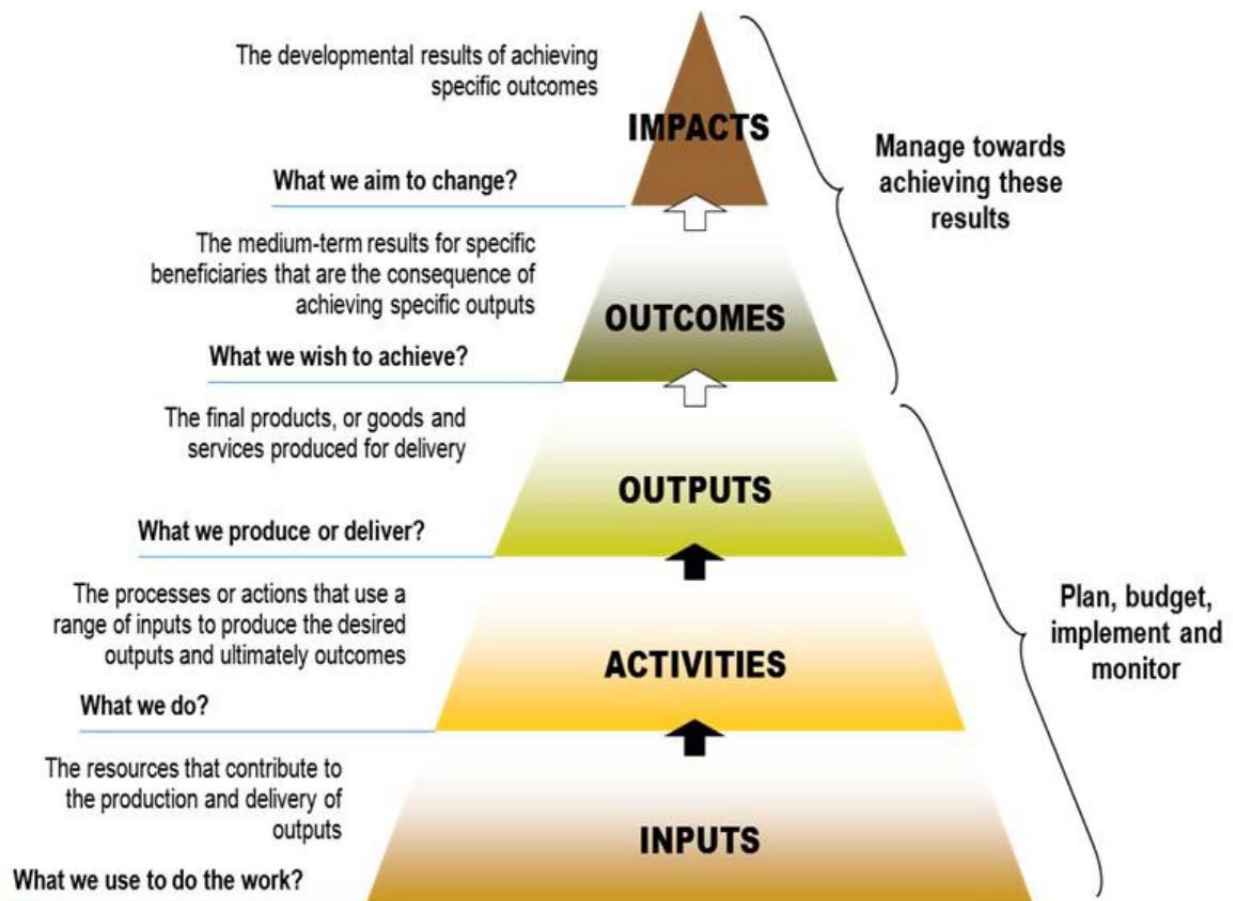 The developmental results of achieving
specific outcomes
IMPACTS
What we aim to change?
Manage towards
achieving these
results
The medium-term results for specific
beneficiaries that are the consequence of
achieving specific outputs
OUTCOMES
What we wish to achieve?
The final products, or goods and
services produced for delivery
OUTPUTS
What we produce or deliver?
The processes or actions that use a
range of inputs to produce the desired
outputs and ultimately outcomes
ACTIVITIES
What we do?
Plan, budget,
implement and
monitor
The resources that contribute to
the production and delivery of
outputs
INPUTS
What we use to do the work?